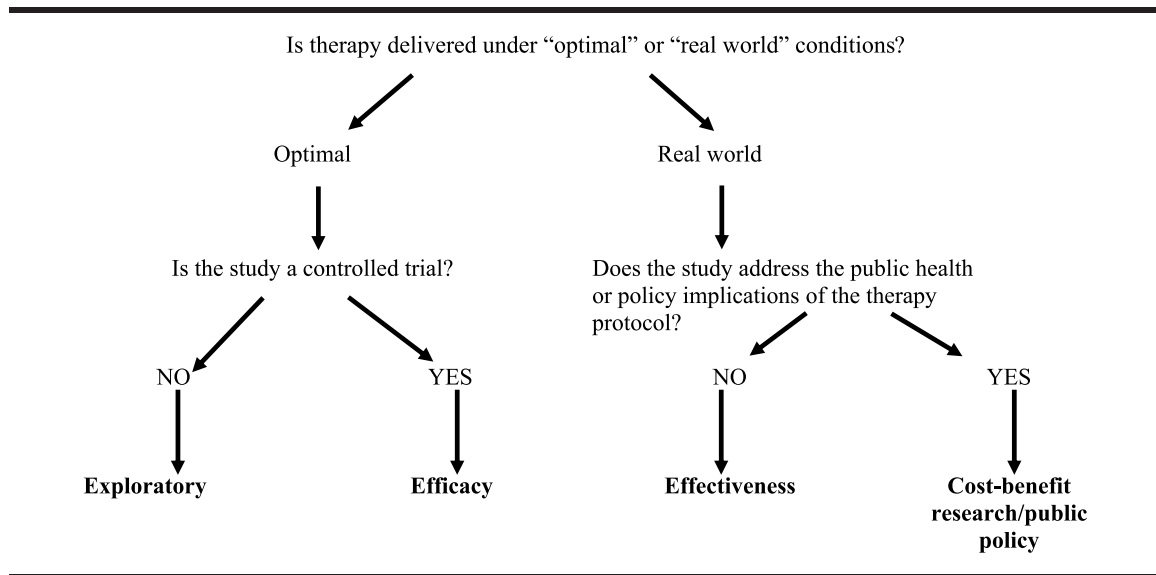 Is therapy delivered under “optimal” or “real world” conditions?
Optimal
Real world
Is the study a controlled trial?
Does the study address the public health
or policy implications of the therapy
protocol?
NO
YES
NO
YES
Exploratory
Efficacy
Effectiveness
Cost-benefit
research/public
policy